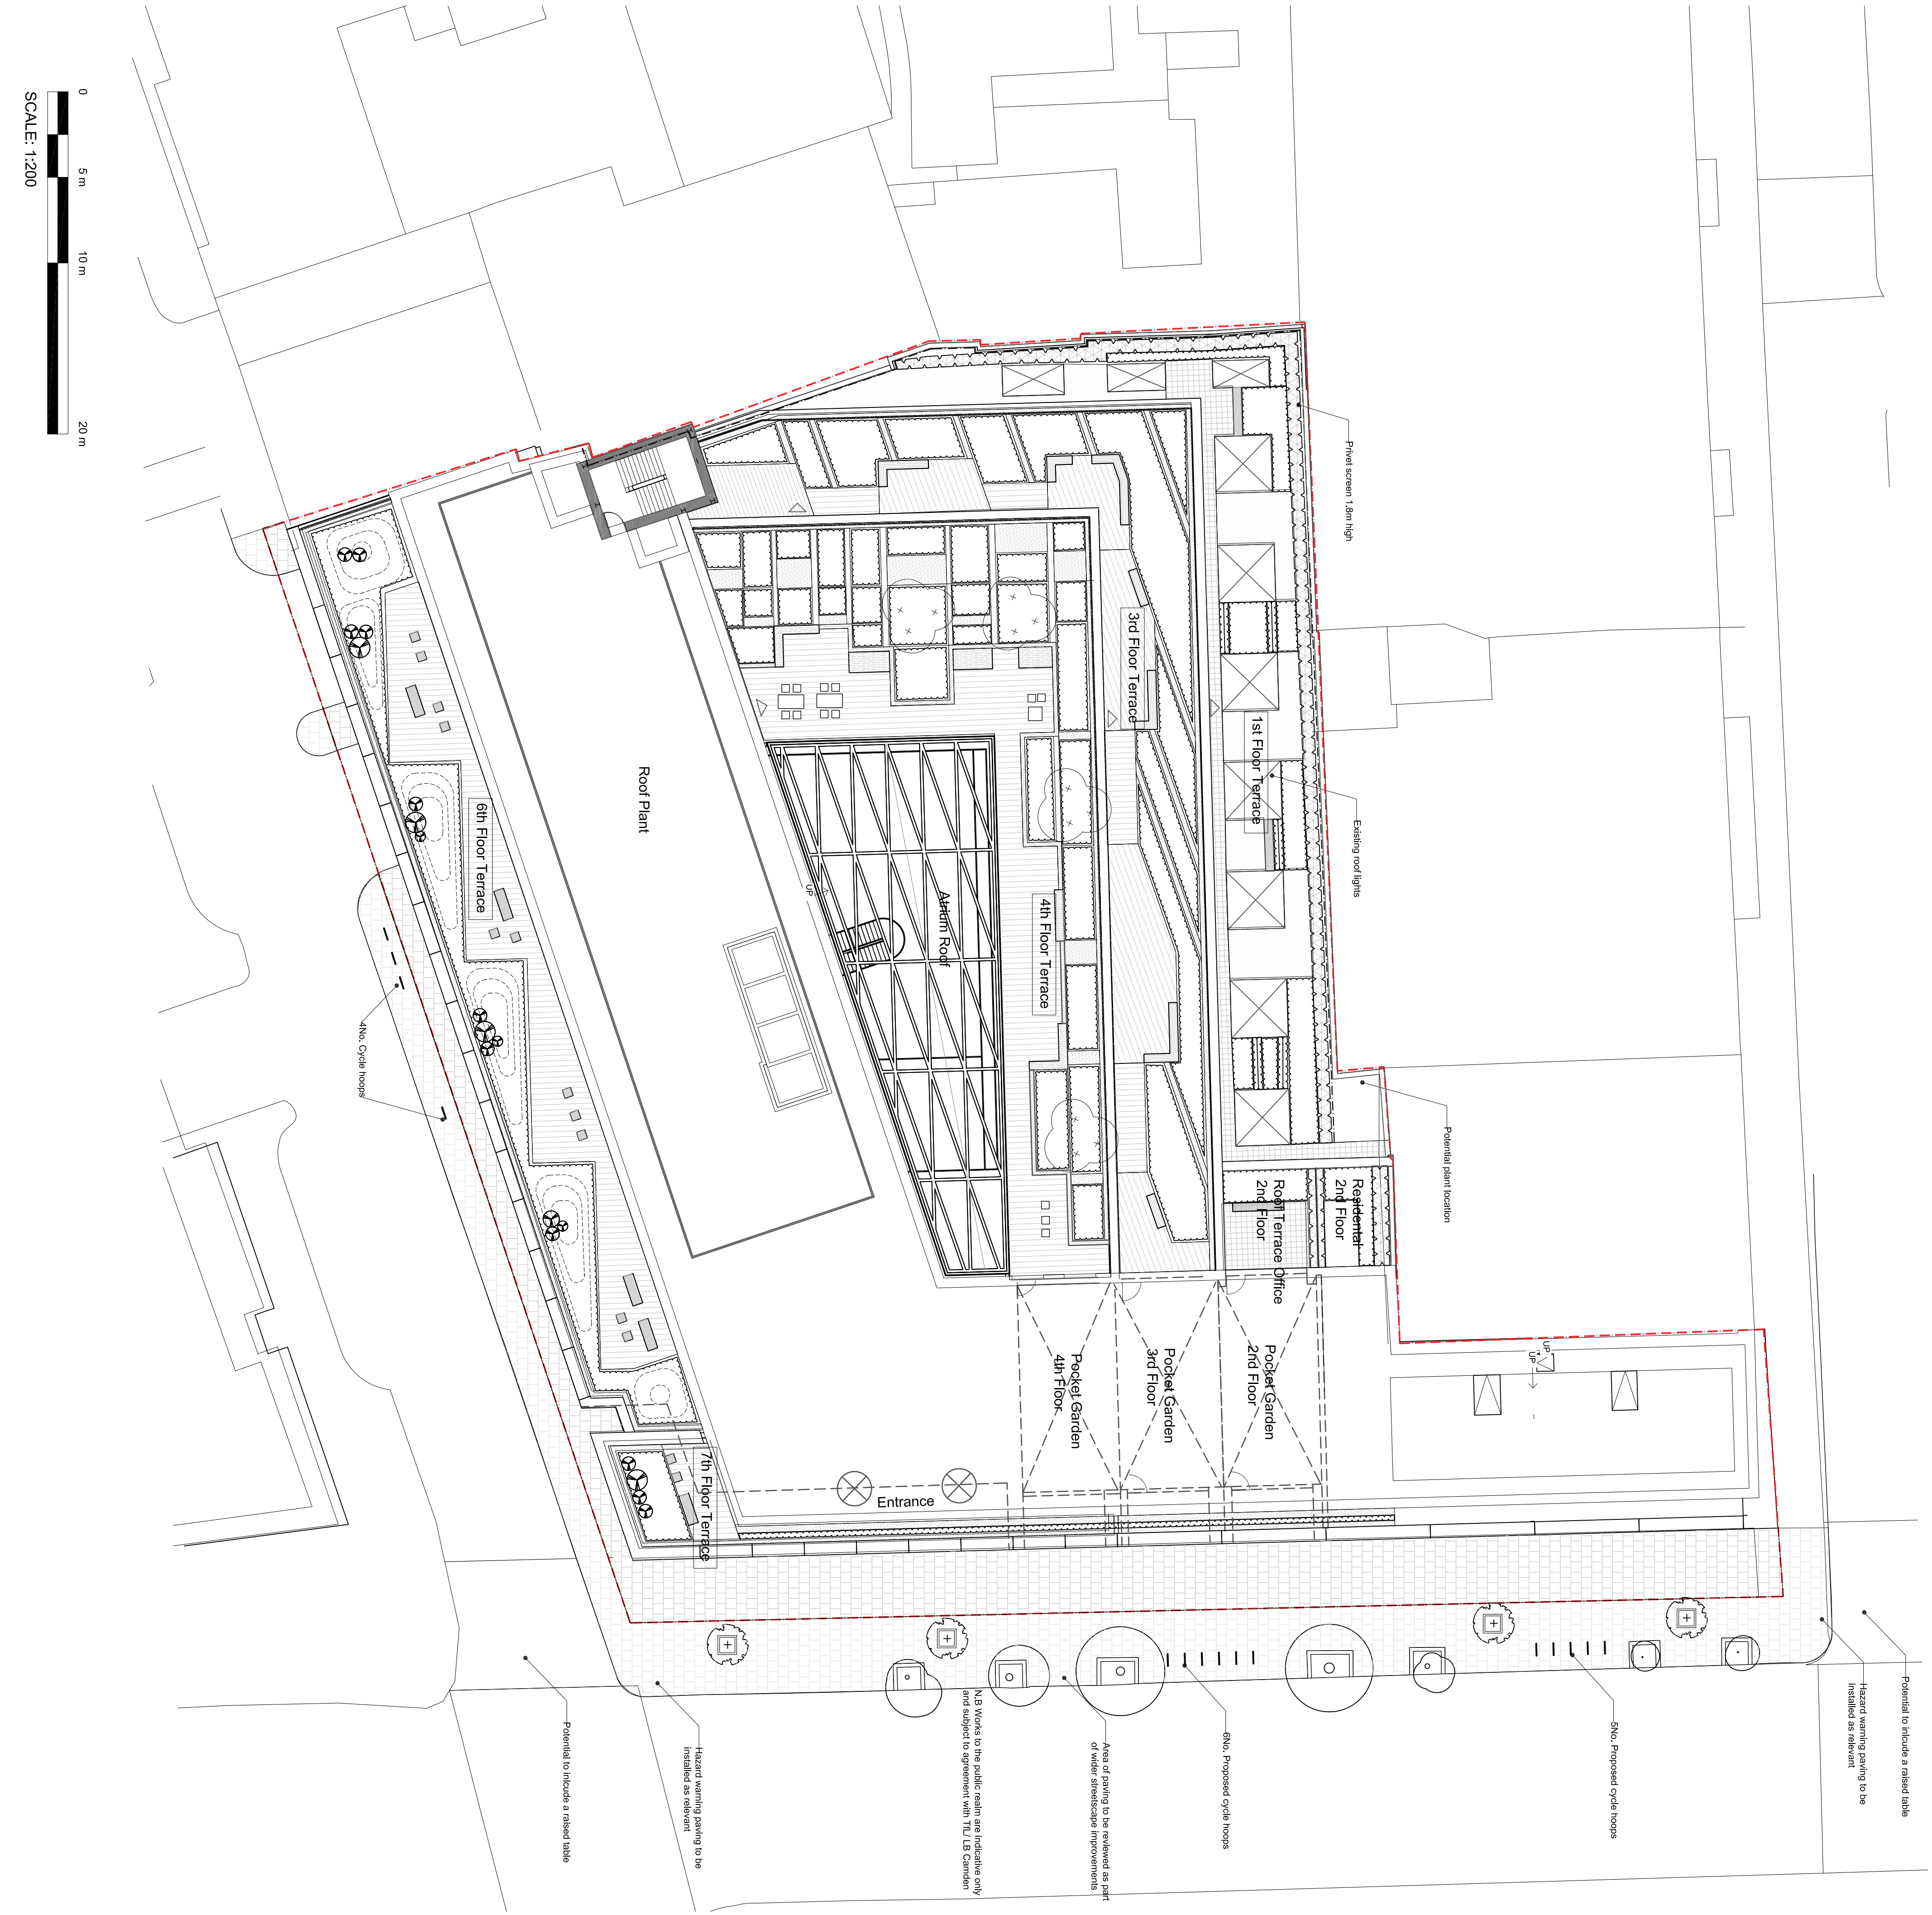 0
5 m
10 m
20 m
SCALE: 1:200
Privet screen 1.8m high
3rd Floor Terrace
1st Floor Terrace
Existing roof lights
Roof Plant
6th Floor Terrace
UP
Atrium Roof
4th Floor Terrace
4No. Cycle hoops
Potential plant location
Residental
2nd Floor
Roof Terrace Office
2nd Floor
Pocket Garden
4th Floor
Pocket Garden
3rd Floor
Pocket Garden
2nd Floor
UP
UP
7th Floor Terrace
Entrance
Potential to inlcude a raised table
Hazard warning paving to be
installed as relevant
N.B Works to the public realm are indicative only
and subject to agreement with TfL/ LB Camden
Area of paving to be reviewed as part
of wider streetscape improvements
6No. Proposed cycle hoops
5No. Proposed cycle hoops
Hazard warning paving to be
installed as relevant
Potential to inlcude a raised table